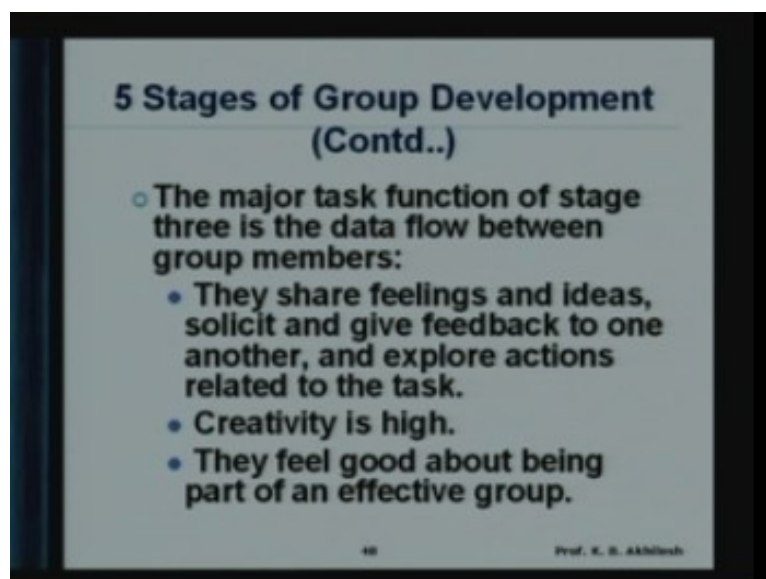 5 Stages of Group Development
(Contd..)
The major task function of stage
three is the data flow between
group members:
They share feelings and ideas,
solicit and give feedback to one
another, and explore actions
related to the task.
Creativity is high.
They feel good about being
part of an effective group.
48
Prof. K. B. Akhilesh